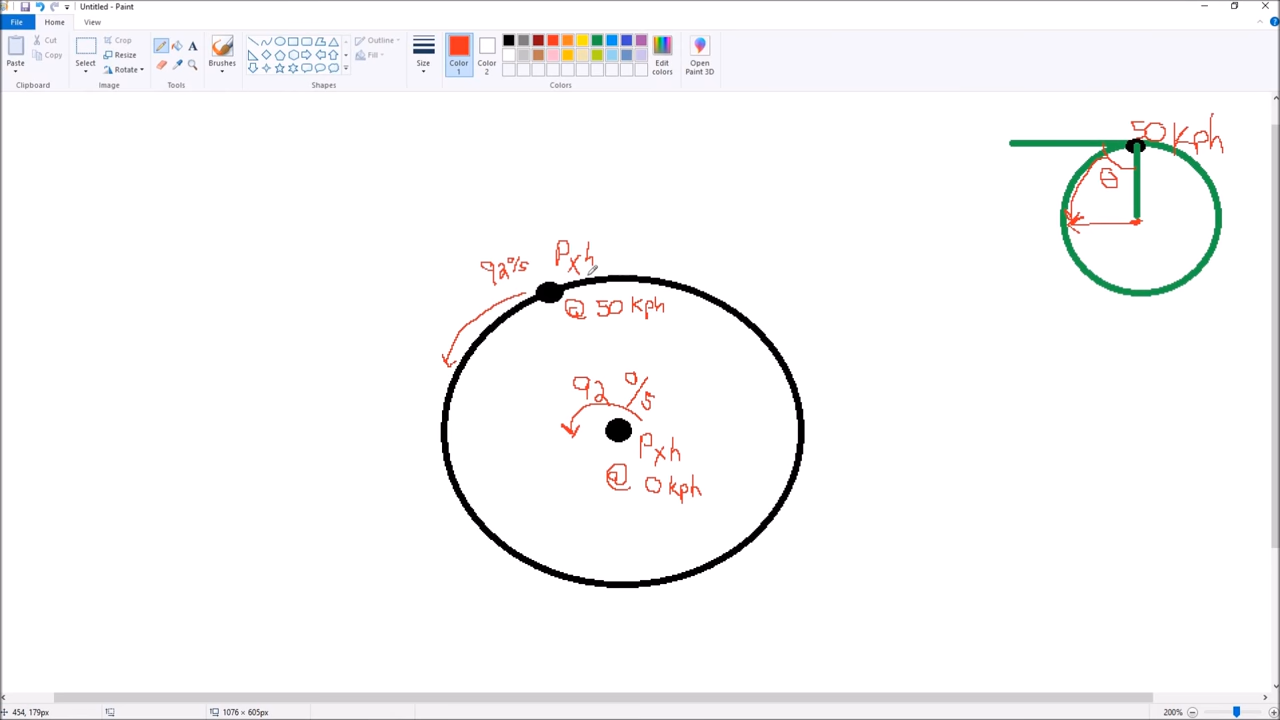 Untitled - Paint
File
Home
View
Paste
Cut
Copy
Clipboard
Select
Crop
Resize
Rotate
Image
A
Tools
Brushes
Shapes
Outline
Fill
Size
Color 1
Color 2
Edit colors
Open Paint 3D
Colors
50 Kph
θ
92°/s
Pxh
@ 50 Kph
92 °/s
Pxh
@ 0 kph
454, 179px
1076 × 605px
200%